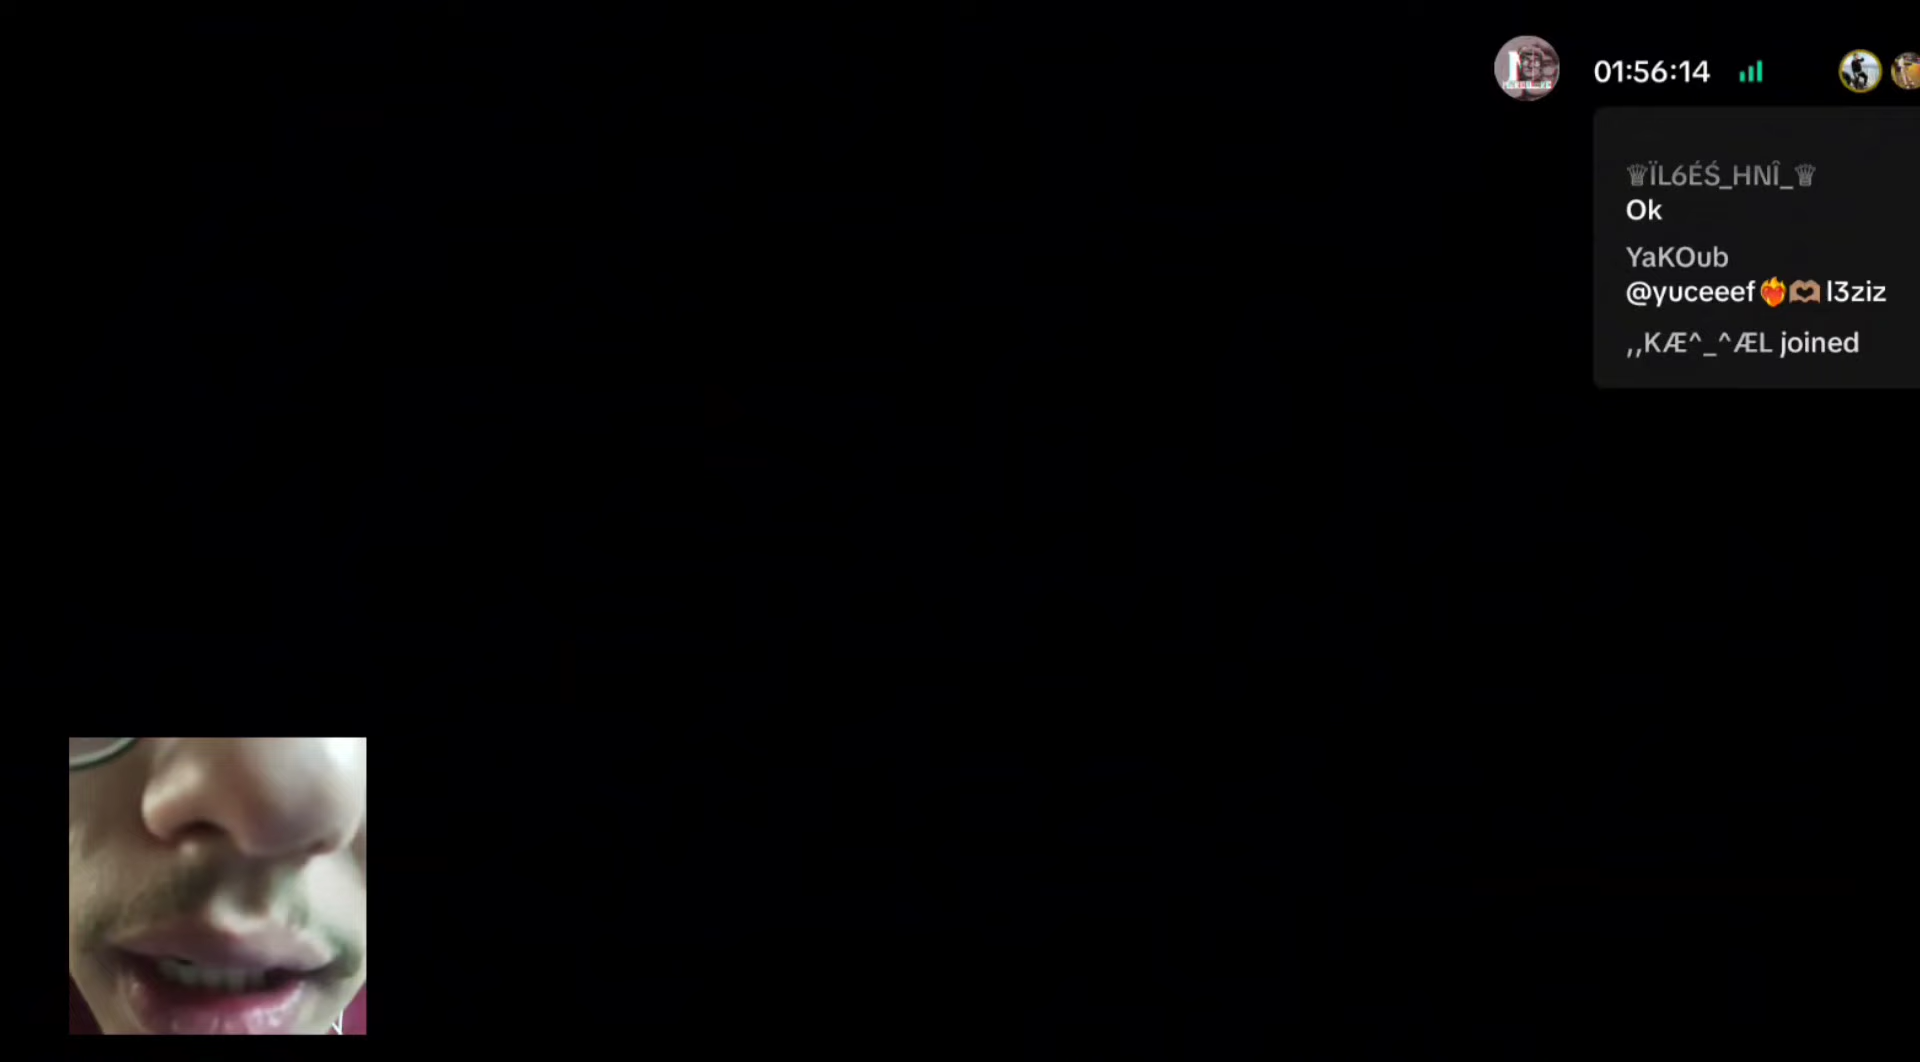 01:56:14
♕ÏL6ÉŚ_HNÎ_♕
Ok
YaKOub
@yuceeef❤️‍🔥🫶🏽 l3ziz
,,KÆ^_^ÆL joined